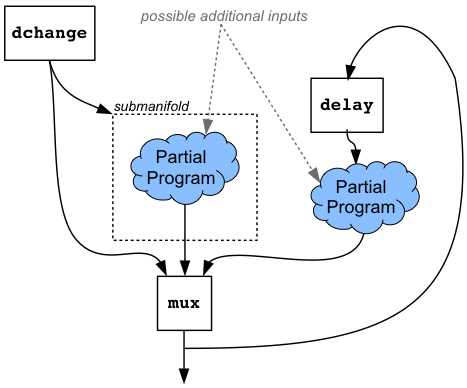 possible additional inputs
dchange
submanifold
delay
Partial
Program
Partial
Program
mux